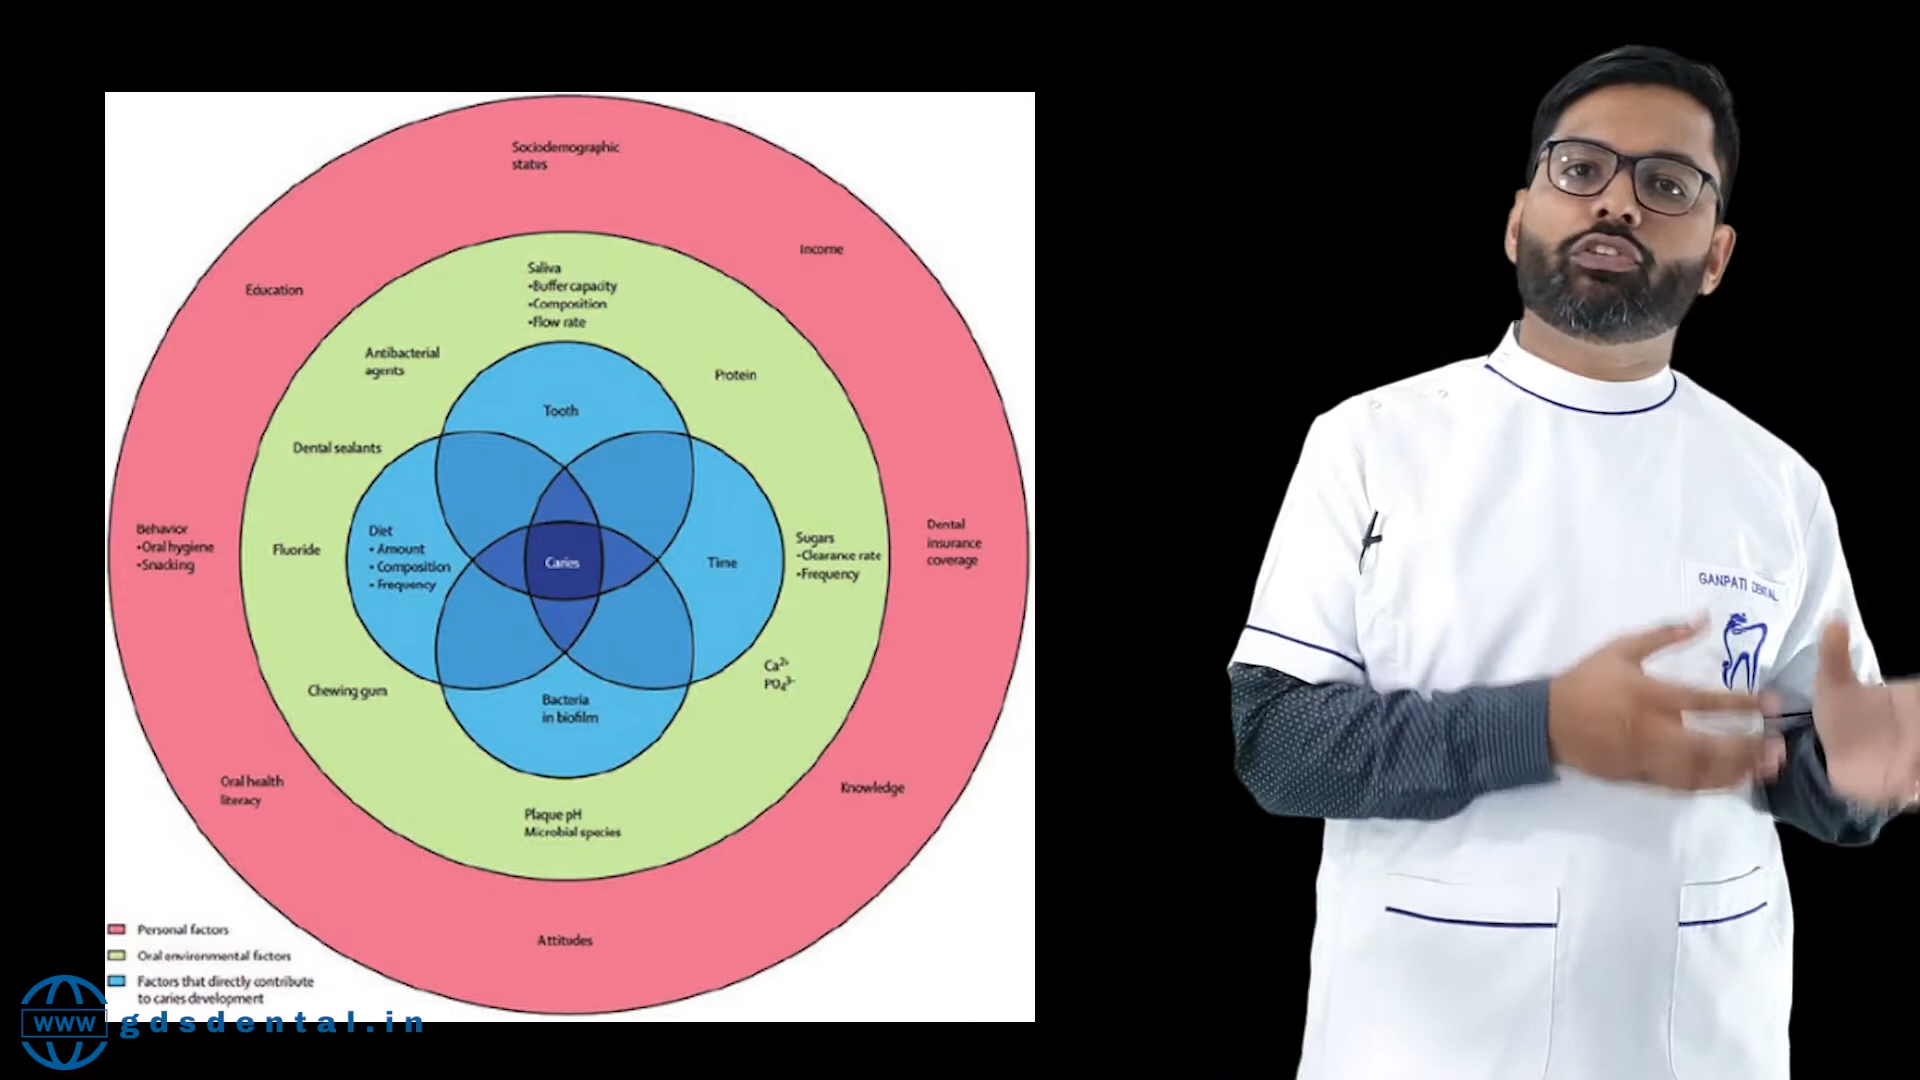 Sociodemographic
status
Income
Education
Saliva
•Buffer capacity
•Composition
•Flow rate
Antibacterial
agents
Protein
Tooth
Dental sealants
Behavior
•Oral hygiene
•Snacking
Fluoride
Diet
• Amount
• Composition
• Frequency
Caries
Time
Sugars
•Clearance rate
•Frequency
Dental
insurance
coverage
Ca²⁺
PO₄³⁻
Chewing gum
Bacteria
in biofilm
Oral health
literacy
Knowledge
Plaque pH
Microbial species
Attitudes
Personal factors
Oral environmental factors
Factors that directly contribute
to caries development
www gdsdental.in
GANPATI DENTAL